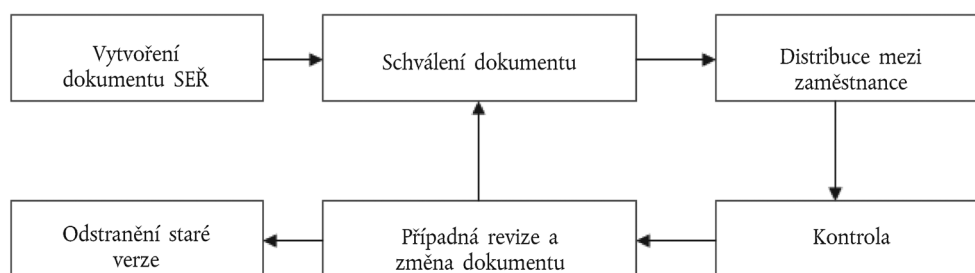 Vytvoření
dokumentu SEŘ
Schválení dokumentu
Distribuce mezi
zaměstnance
Odstranění staré
verze
Případná revize a
změna dokumentu
Kontrola